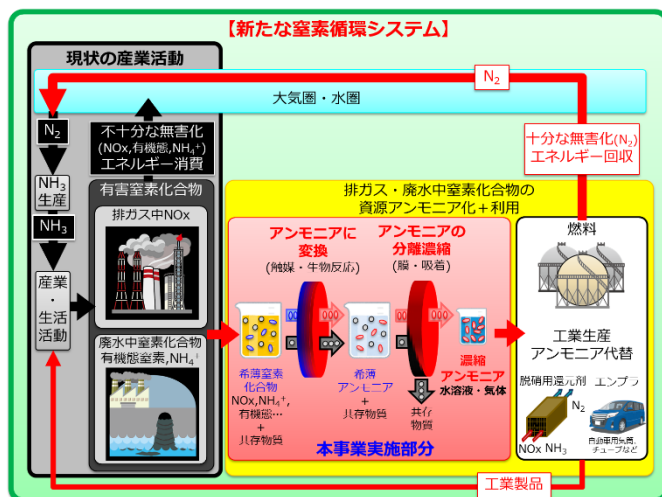 【新たな窒素循環システム】
現状の産業活動
N₂
大気圏・水圏
N₂
不十分な無害化
(NOx,有機態,NH₄⁺)
エネルギー消費
十分な無害化(N₂)
エネルギー回収
NH₃
生産
NH₃
産業・生活活動
有害窒素化合物
排ガス中NOx
廃水中窒素化合物
有機態窒素,NH₄⁺
排ガス・廃水中窒素化合物の
資源アンモニア化+利用
アンモニアに
変換
(触媒・生物反応)
アンモニアの
分離濃縮
(膜・吸着)
希薄窒素
化合物
NOx,NH₄⁺,
有機態…
+
共存物質
希薄
アンモニア
+
共存物質
共存
物質
濃縮
アンモニア
水溶液・気体
本事業実施部分
燃料
工業生産
アンモニア代替
脱硝用還元剤
N₂
NOx NH₃
エンプラ
自動車用気筒、
チューブなど
工業製品